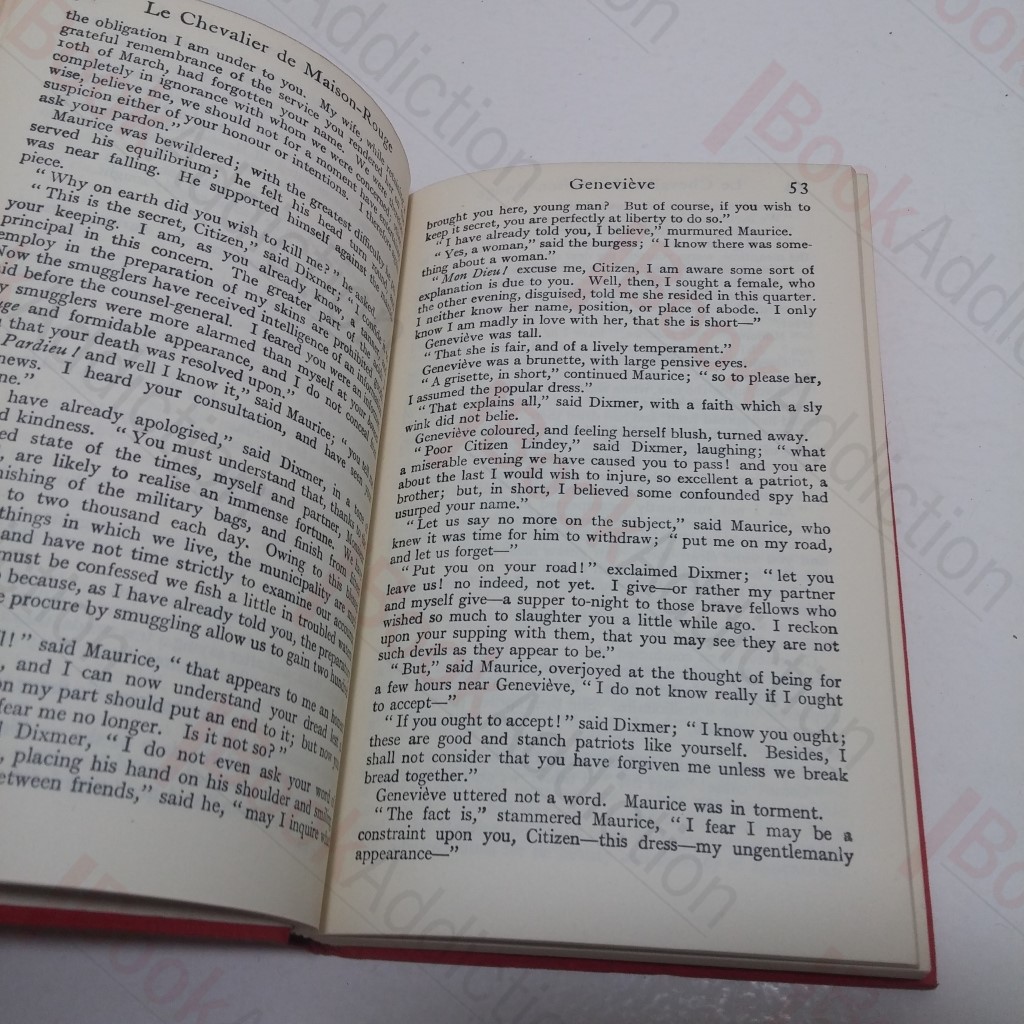 Le Chevalier de Maison-Rouge
the obligation I am under to you. My wife, while
grateful remembrance of the service you rendered
10th of March, had forgotten your name. We were
completely in ignorance with whom we were concerned
wise, believe me, we should not for a moment have
suspicion either of your honour or intentions. I therefore
ask your pardon.”
Maurice was bewildered; with the greatest difficulty he
served his equilibrium; he felt his head turn round
was near falling. He supported himself against the
piece.
“Why on earth did you wish to kill me?” he asked.
“This is the secret, Citizen,” said Dixmer; “I confide
your keeping. I am, as you already know, a tanner
principal in this concern. The greater part of the
employ in the preparation of my skins are prohibited
Now the smugglers have received intelligence of an
before the counsel-general. I feared you were an informer
smugglers were more alarmed than myself at your
and formidable appearance, and I do not conceal
that your death was resolved upon.”
Pardieu! and well I know it,” said Maurice; “you tell
news. I heard your consultation, and have seen
have already apologised,” said Dixmer, in a tone
kindness. “You must understand that, thanks
state of the times, myself and partner,
are likely to realise an immense fortune. We
of the military bags, and finish from
to two thousand each day. Owing to this
things in which we live, the municipality are
and have not time strictly to examine our accounts
must be confessed we fish a little in troubled waters
because, as I have already told you, the preparations
procure by smuggling allow us to gain two hundred
said Maurice, “that appears to me an honest
and I can now understand your dread lest
on my part should put an end to it; but now you
fear me no longer. Is it not so?”
Dixmer, “I do not even ask your word
placing his hand on his shoulder and smiling
between friends,” said he, “may I inquire
Geneviève 53
brought you here, young man? But of course, if you wish to
keep it secret, you are perfectly at liberty to do so.”
“I have already told you, I believe,” murmured Maurice.
“Yes, a woman,” said the burgess; “I know there was some-
thing about a woman.”
“Mon Dieu! excuse me, Citizen, I am aware some sort of
explanation is due to you. Well, then, I sought a female, who
the other evening, disguised, told me she resided in this quarter.
I neither know her name, position, or place of abode. I only
know I am madly in love with her, that she is short—”
Geneviève was tall.
“That she is fair, and of a lively temperament.”
Geneviève was a brunette, with large pensive eyes.
“A grisette, in short,” continued Maurice; “so to please her,
I assumed the popular dress.”
“That explains all,” said Dixmer, with a faith which a sly
wink did not belie.
Geneviève coloured, and feeling herself blush, turned away.
“Poor Citizen Lindey,” said Dixmer, laughing; “what
a miserable evening we have caused you to pass! and you are
about the last I would wish to injure, so excellent a patriot, a
brother; but, in short, I believed some confounded spy had
usurped your name.”
“Let us say no more on the subject,” said Maurice, who
knew it was time for him to withdraw; “put me on my road,
and let us forget—”
“Put you on your road!” exclaimed Dixmer; “let you
leave us! no indeed, not yet. I give—or rather my partner
and myself give—a supper to-night to those brave fellows who
wished so much to slaughter you a little while ago. I reckon
upon your supping with them, that you may see they are not
such devils as they appear to be.”
“But,” said Maurice, overjoyed at the thought of being for
a few hours near Geneviève, “I do not know really if I ought
to accept—”
“If you ought to accept!” said Dixmer; “I know you ought;
these are good and stanch patriots like yourself. Besides, I
shall not consider that you have forgiven me unless we break
bread together.”
Geneviève uttered not a word. Maurice was in torment.
“The fact is,” stammered Maurice, “I fear I may be a
constraint upon you, Citizen—this dress—my ungentlemanly
appearance—”
Book Addiction